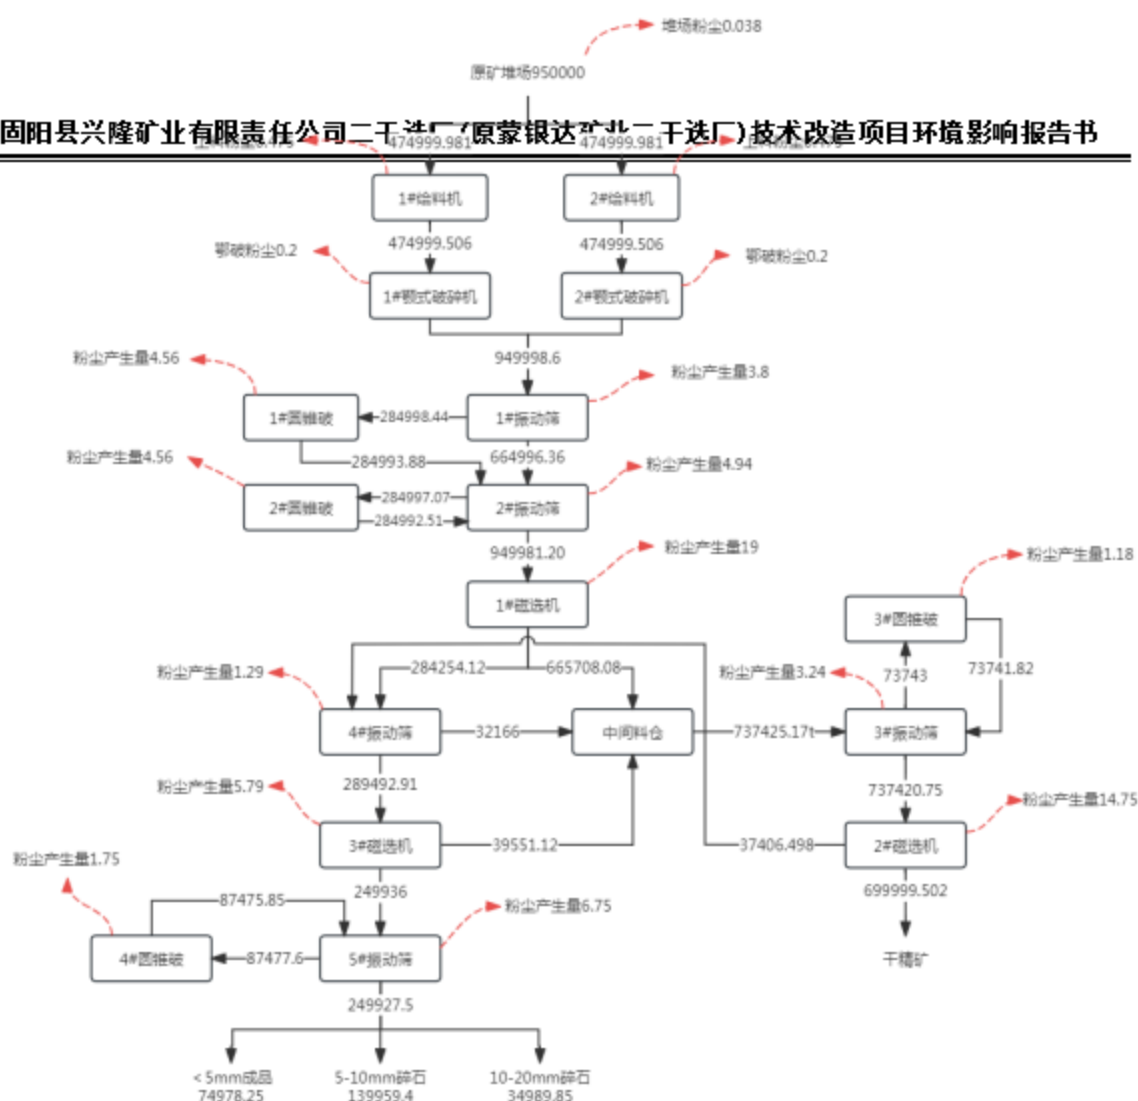 堆场粉尘0.038
原矿堆场950000
固阳县兴隆矿业有限责任公司二干选厂(原蒙银达矿业二干选厂)技术改造项目环境影响报告书
474999.981
474999.981
1#给料机
2#给料机
474999.506
474999.506
鄂破粉尘0.2
鄂破粉尘0.2
1#颚式破碎机
2#颚式破碎机
949998.6
粉尘产生量4.56
粉尘产生量3.8
1#圆锥破
284998.44
1#振动筛
664996.36
284993.88
粉尘产生量4.56
粉尘产生量4.94
2#圆锥破
284997.07
284992.51
2#振动筛
949981.20
粉尘产生量19
粉尘产生量1.18
1#磁选机
3#圆锥破
284254.12
665708.08
粉尘产生量1.29
粉尘产生量3.24
73743
73741.82
4#振动筛
32166
中间料仓
737425.17t
3#振动筛
289492.91
粉尘产生量5.79
737420.75
粉尘产生量14.75
3#磁选机
39551.12
37406.498
2#磁选机
粉尘产生量1.75
249936
699999.502
87475.85
粉尘产生量6.75
4#圆锥破
87477.6
5#振动筛
干精矿
249927.5
<5mm成品
74978.25
5-10mm碎石
139959.4
10-20mm碎石
34989.85